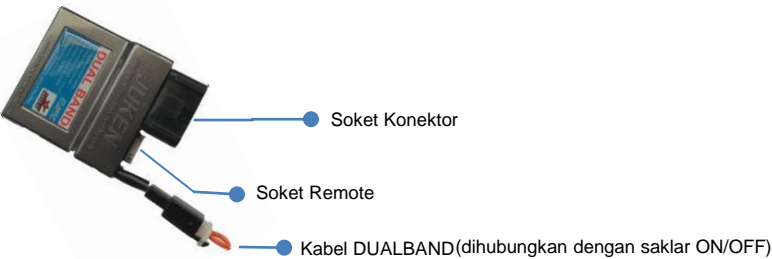 DUAL BAND
JUKEN
Soket Konektor
Soket Remote
Kabel DUALBAND(dihubungkan dengan saklar ON/OFF)